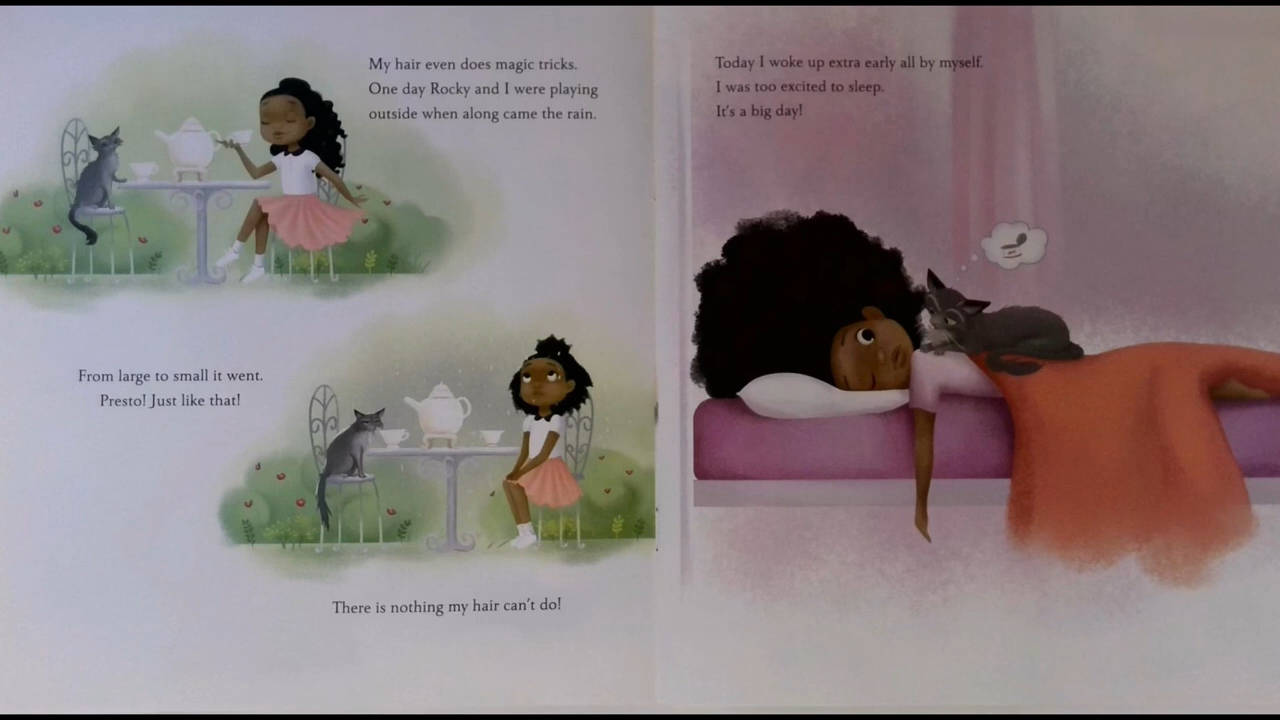 My hair even does magic tricks.
One day Rocky and I were playing
outside when along came the rain.
From large to small it went.
Presto! Just like that!
There is nothing my hair can't do!
Today I woke up extra early all by myself.
I was too excited to sleep.
It's a big day!